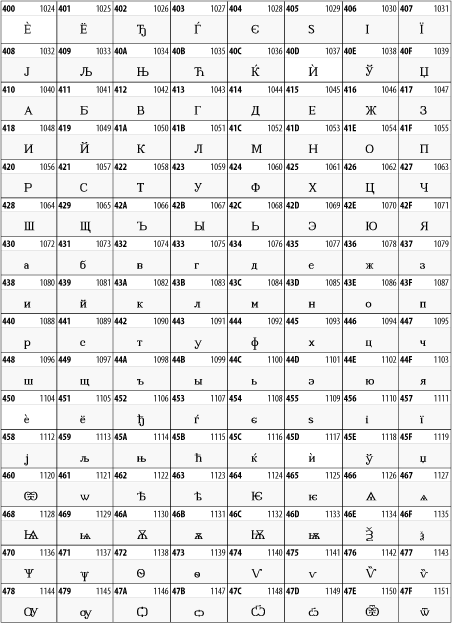 400 1024 401 1025 402 1026 403 1027 404 1028 405 1029 406 1030 407 1031
Ѐ Ё Ђ Ѓ Є Ѕ І Ї
408 1032 409 1033 40A 1034 40B 1035 40C 1036 40D 1037 40E 1038 40F 1039
Ј Љ Њ Ћ Ќ Ѝ Ў Џ
410 1040 411 1041 412 1042 413 1043 414 1044 415 1045 416 1046 417 1047
А Б В Г Д Е Ж З
418 1048 419 1049 41A 1050 41B 1051 41C 1052 41D 1053 41E 1054 41F 1055
И Й К Л М Н О П
420 1056 421 1057 422 1058 423 1059 424 1060 425 1061 426 1062 427 1063
Р С Т У Ф Х Ц Ч
428 1064 429 1065 42A 1066 42B 1067 42C 1068 42D 1069 42E 1070 42F 1071
Ш Щ Ъ Ы Ь Э Ю Я
430 1072 431 1073 432 1074 433 1075 434 1076 435 1077 436 1078 437 1079
а б в г д е ж з
438 1080 439 1081 43A 1082 43B 1083 43C 1084 43D 1085 43E 1086 43F 1087
и й к л м н о п
440 1088 441 1089 442 1090 443 1091 444 1092 445 1093 446 1094 447 1095
р с т у ф х ц ч
448 1096 449 1097 44A 1098 44B 1099 44C 1100 44D 1101 44E 1102 44F 1103
ш щ ъ ы ь э ю я
450 1104 451 1105 452 1106 453 1107 454 1108 455 1109 456 1110 457 1111
ѐ ё ђ ѓ є ѕ і ї
458 1112 459 1113 45A 1114 45B 1115 45C 1116 45D 1117 45E 1118 45F 1119
ј љ њ ћ ќ ѝ ў џ
460 1120 461 1121 462 1122 463 1123 464 1124 465 1125 466 1126 467 1127
Ѡ ѡ Ѣ ѣ Ѥ ѥ Ѧ ѧ
468 1128 469 1129 46A 1130 46B 1131 46C 1132 46D 1133 46E 1134 46F 1135
Ѩ ѩ Ѫ ѫ Ѭ ѭ Ѯ ѯ
470 1136 471 1137 472 1138 473 1139 474 1140 475 1141 476 1142 477 1143
Ѱ ѱ Ѳ ѳ Ѵ ѵ Ѷ ѷ
478 1144 479 1145 47A 1146 47B 1147 47C 1148 47D 1149 47E 1150 47F 1151
Ѹ ѹ Ѻ ѻ Ѽ ѽ Ѿ ѿ